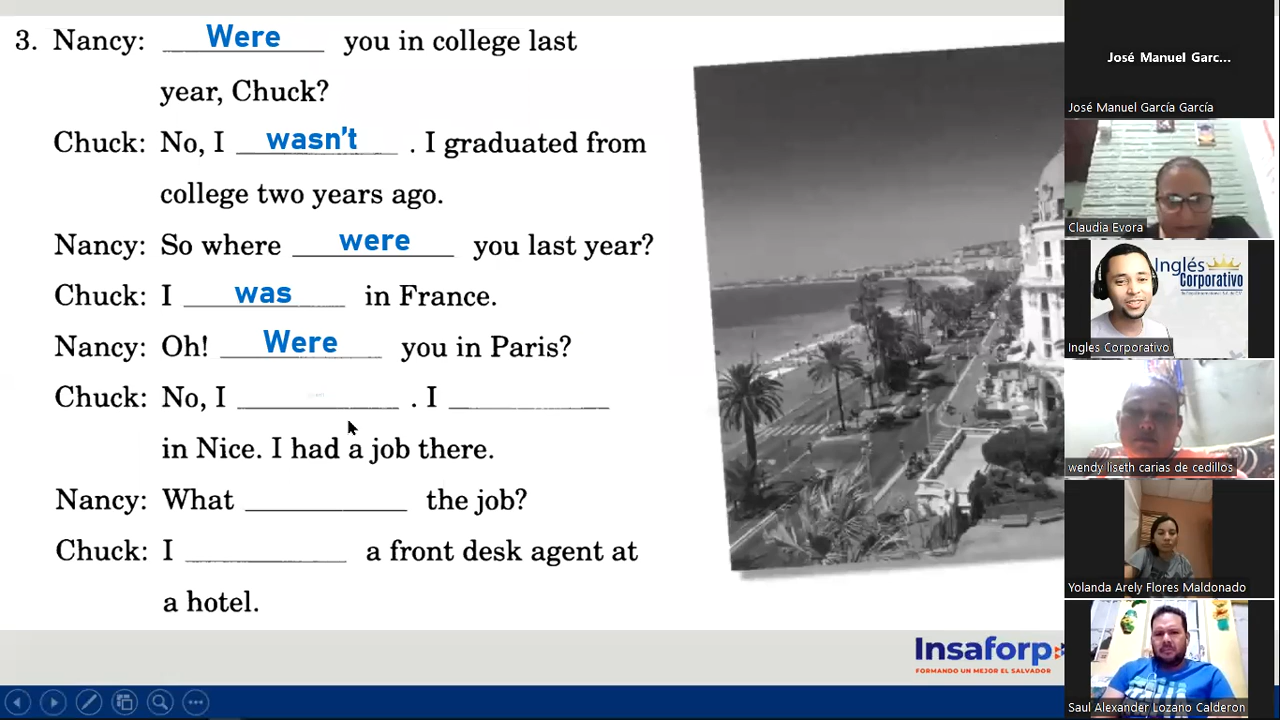 3. Nancy: Were you in college last
year, Chuck?
Chuck: No, I wasn't . I graduated from
college two years ago.
Nancy: So where were you last year?
Chuck: I was in France.
Nancy: Oh! Were you in Paris?
Chuck: No, I ____________ . I ____________
in Nice. I had a job there.
Nancy: What ____________ the job?
Chuck: I ____________ a front desk agent at
a hotel.
Insaforp
FORMANDO UN MEJOR EL SALVADOR
José Manuel Garc...
José Manuel García García
Claudia Evora
Inglés
Corporativo
Ingles Corporativo
wendy liseth carias de cedillos
Yolanda Arely Flores Maldonado
Saul Alexander Lozano Calderon